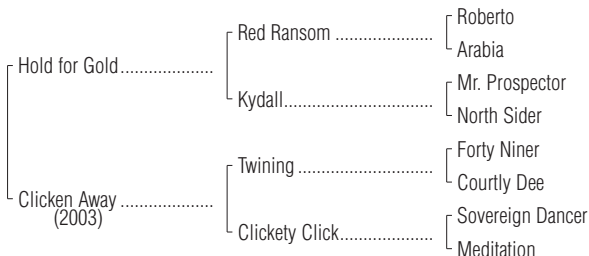 Roberto
Red Ransom ..................
Arabia
Hold for Gold....................
Mr. Prospector
Kydall............................
North Sider
Forty Niner
Twining .........................
Courtly Dee
Clicken Away ...................
(2003)
Sovereign Dancer
Clickety Click..................
Meditation